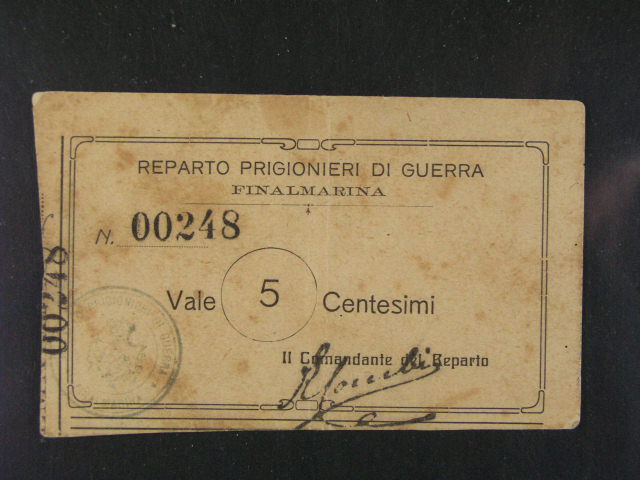 REPARTO PRIGIONIERI DI GUERRA
FINALMARINA
N. 00248
00248
Vale 5 Centesimi
Il Comandante del Reparto